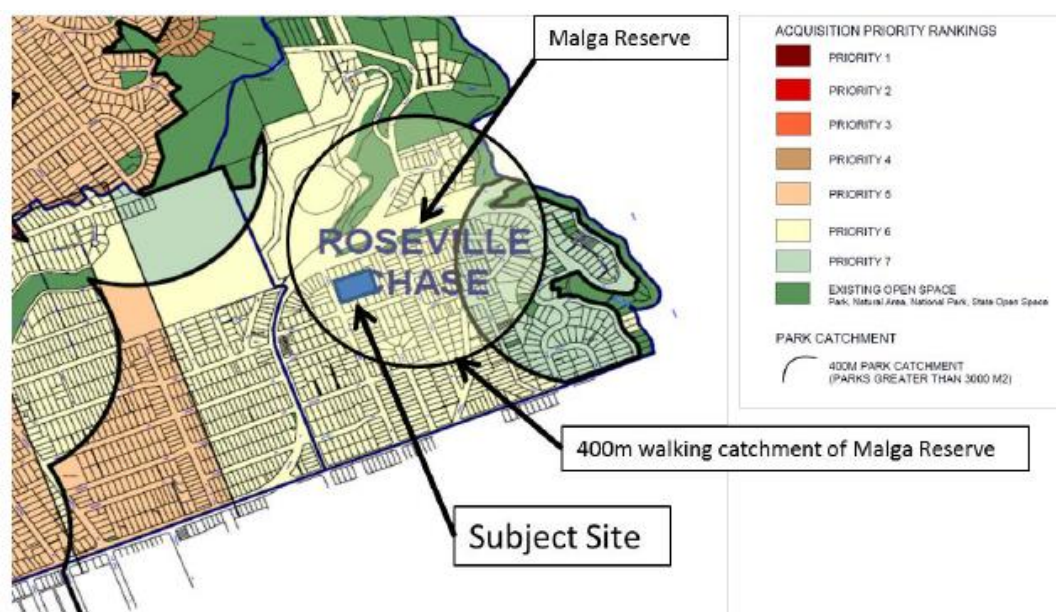 Malga Reserve
ROSEVILLE
CHASE
400m walking catchment of Malga Reserve
Subject Site
ACQUISITION PRIORITY RANKINGS
PRIORITY 1
PRIORITY 2
PRIORITY 3
PRIORITY 4
PRIORITY 5
PRIORITY 6
PRIORITY 7
EXISTING OPEN SPACE
Park, Natural Area, National Park, State Open Space
PARK CATCHMENT
400M PARK CATCHMENT
(PARKS GREATER THAN 3000 M2)